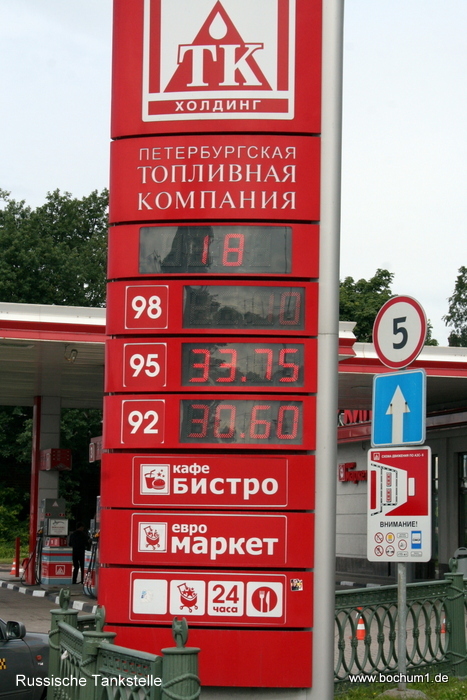 ТК
ХОЛДИНГ
ПЕТЕРБУРГСКАЯ
ТОПЛИВНАЯ
КОМПАНИЯ
18
98 10
95 33.75
92 30.60
кафе
БИСТРО
евро
маркет
24
часа
5
ВНИМАНИЕ!
Russische Tankstelle
www.bochum1.de